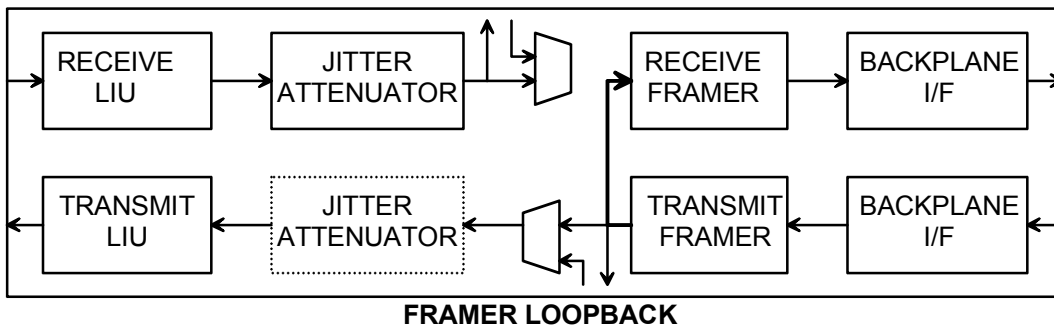 RECEIVE
LIU
JITTER
ATTENUATOR
RECEIVE
FRAMER
BACKPLANE
I/F
TRANSMIT
LIU
JITTER
ATTENUATOR
TRANSMIT
FRAMER
BACKPLANE
I/F
FRAMER LOOPBACK